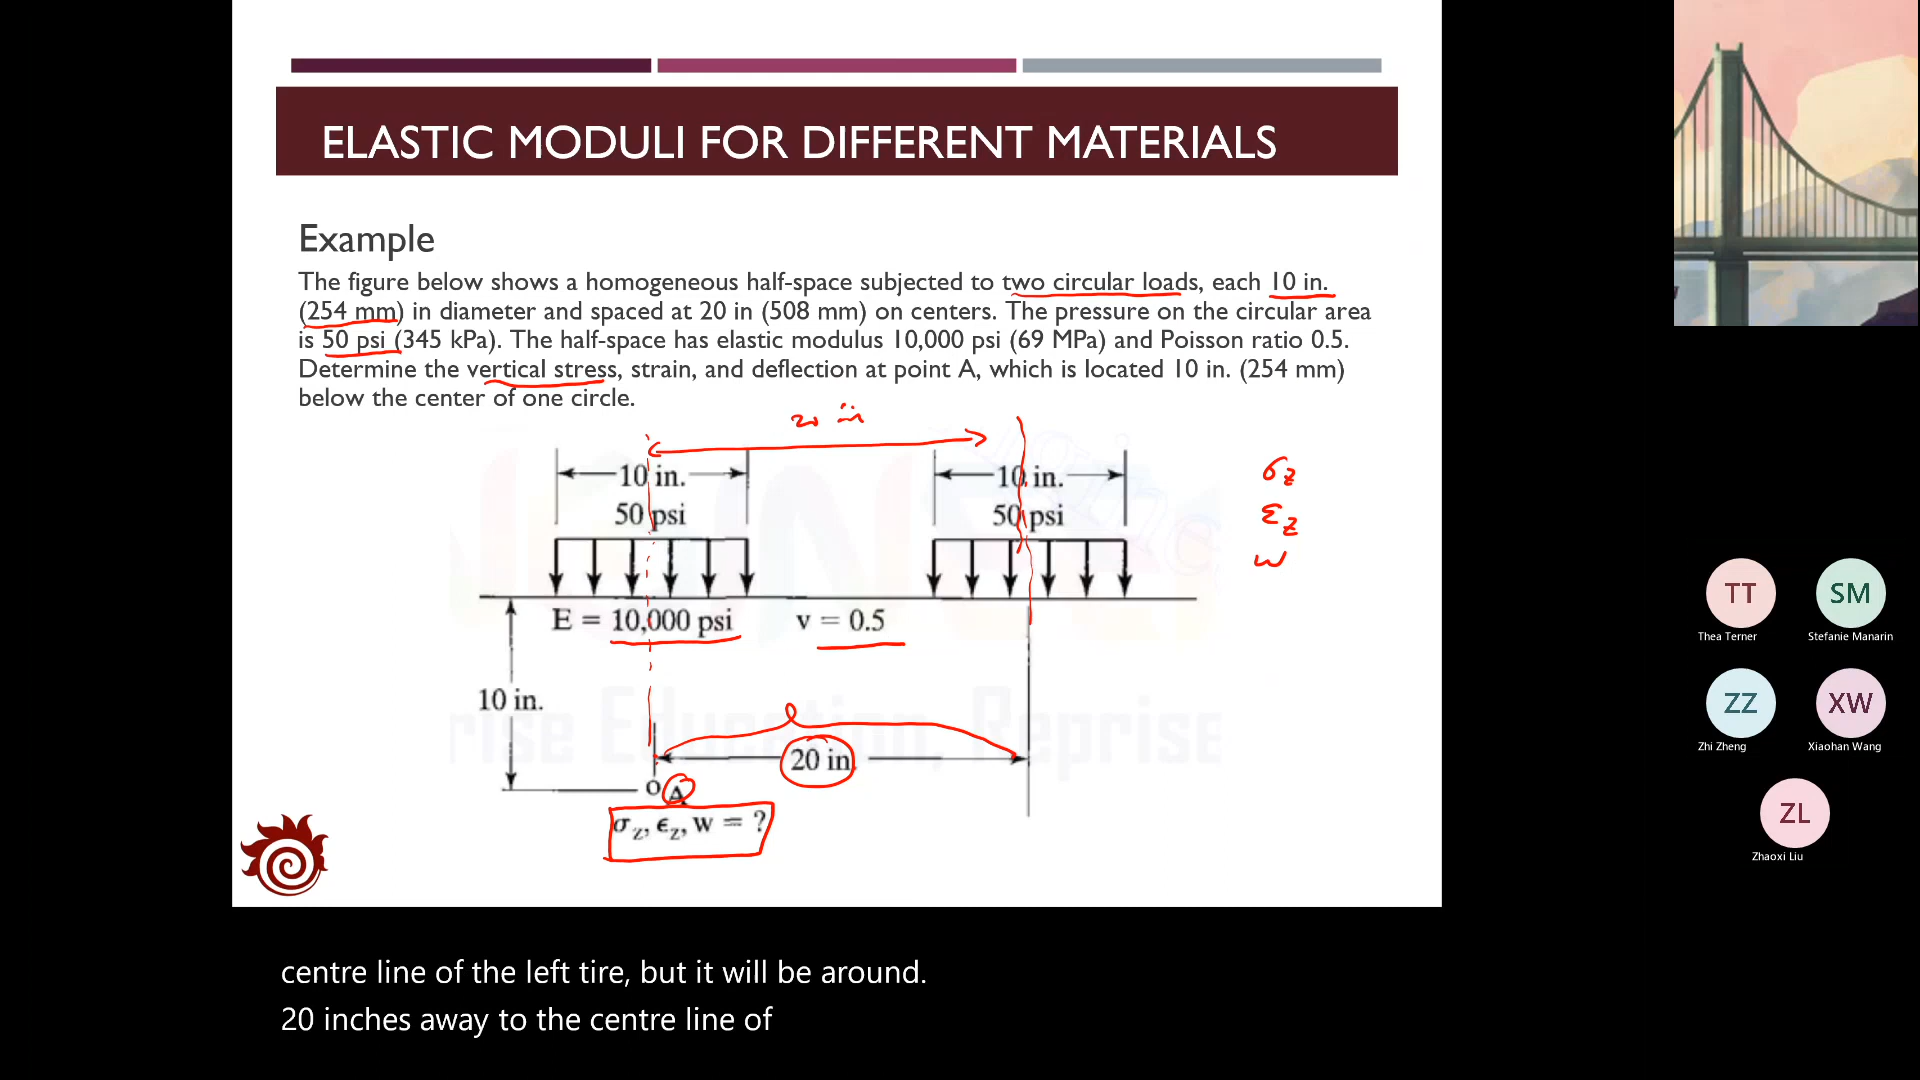 ELASTIC MODULI FOR DIFFERENT MATERIALS
Example
The figure below shows a homogeneous half-space subjected to two circular loads, each 10 in.
(254 mm) in diameter and spaced at 20 in (508 mm) on centers. The pressure on the circular area
is 50 psi (345 kPa). The half-space has elastic modulus 10,000 psi (69 MPa) and Poisson ratio 0.5.
Determine the vertical stress, strain, and deflection at point A, which is located 10 in. (254 mm)
below the center of one circle.
20 in
10 in.
50 psi
10 in.
50 psi
σz
εz
w
E = 10,000 psi
v = 0.5
10 in.
20 in
A
σz, ϵz, w = ?
rise Education, Reprise
TT
Thea Terner
SM
Stefanie Manarin
ZZ
Zhi Zheng
XW
Xiaohan Wang
ZL
Zhaoxi Liu
centre line of the left tire, but it will be around.
20 inches away to the centre line of